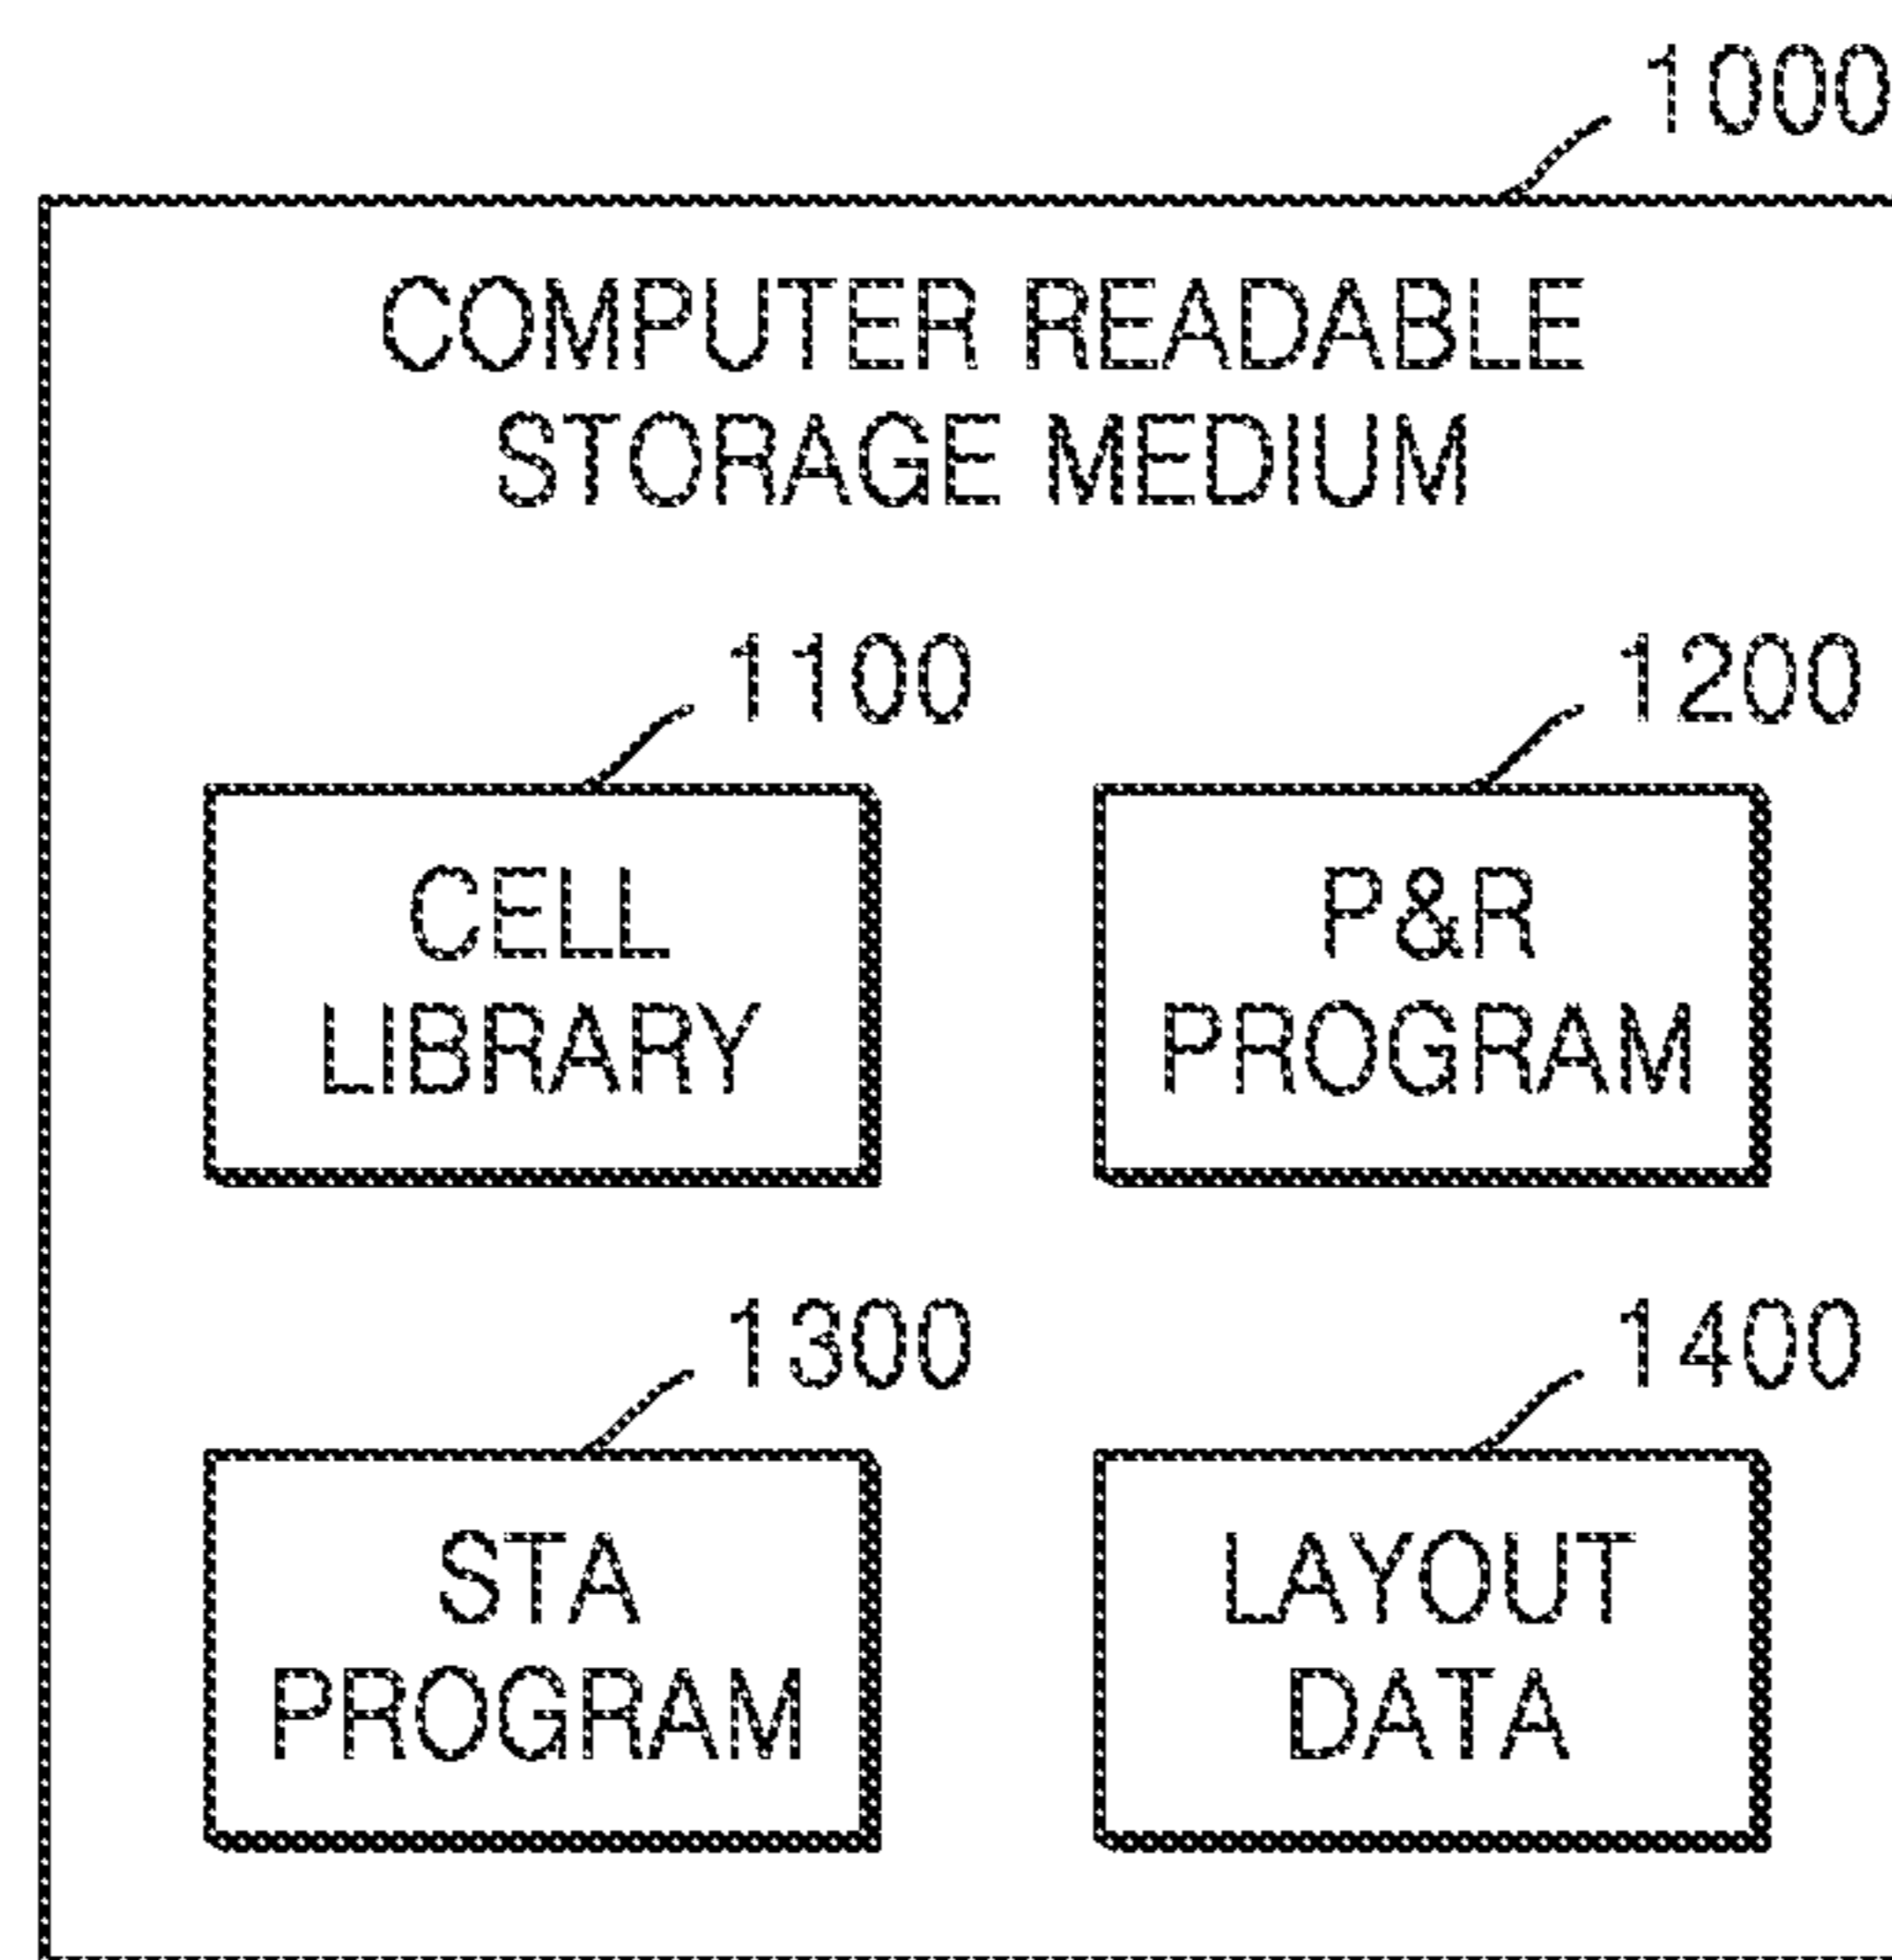 1000
COMPUTER READABLE
STORAGE MEDIUM
1100
1200
CELL
LIBRARY
P&R
PROGRAM
1300
1400
STA
PROGRAM
LAYOUT
DATA